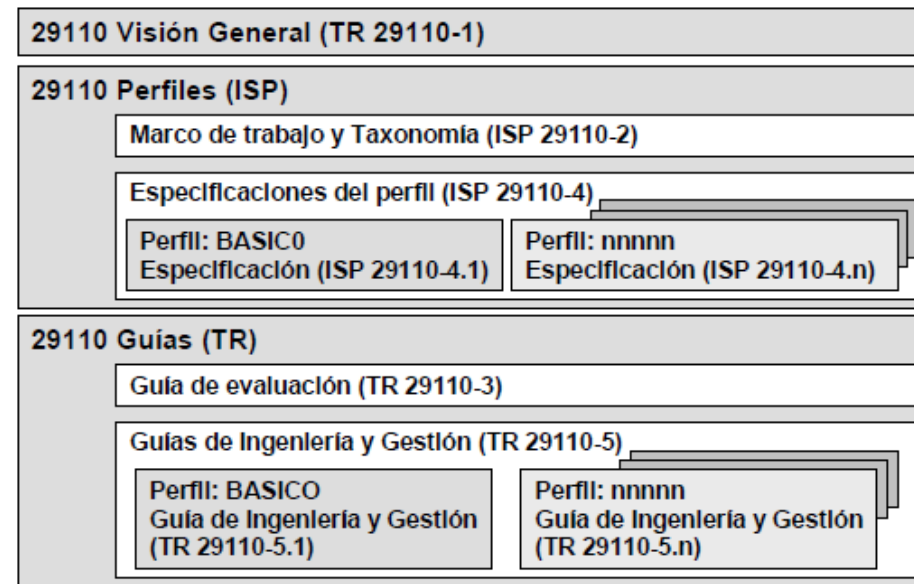 29110 Visión General (TR 29110-1)
29110 Perfiles (ISP)
Marco de trabajo y Taxonomía (ISP 29110-2)
Especificaciones del perfil (ISP 29110-4)
Perfil: BASIC0
Especificación (ISP 29110-4.1)
Perfil: nnnnn
Especificación (ISP 29110-4.n)
29110 Guías (TR)
Guía de evaluación (TR 29110-3)
Guías de Ingeniería y Gestión (TR 29110-5)
Perfil: BASICO
Guía de Ingeniería y Gestión
(TR 29110-5.1)
Perfil: nnnnn
Guía de Ingeniería y Gestión
(TR 29110-5.n)